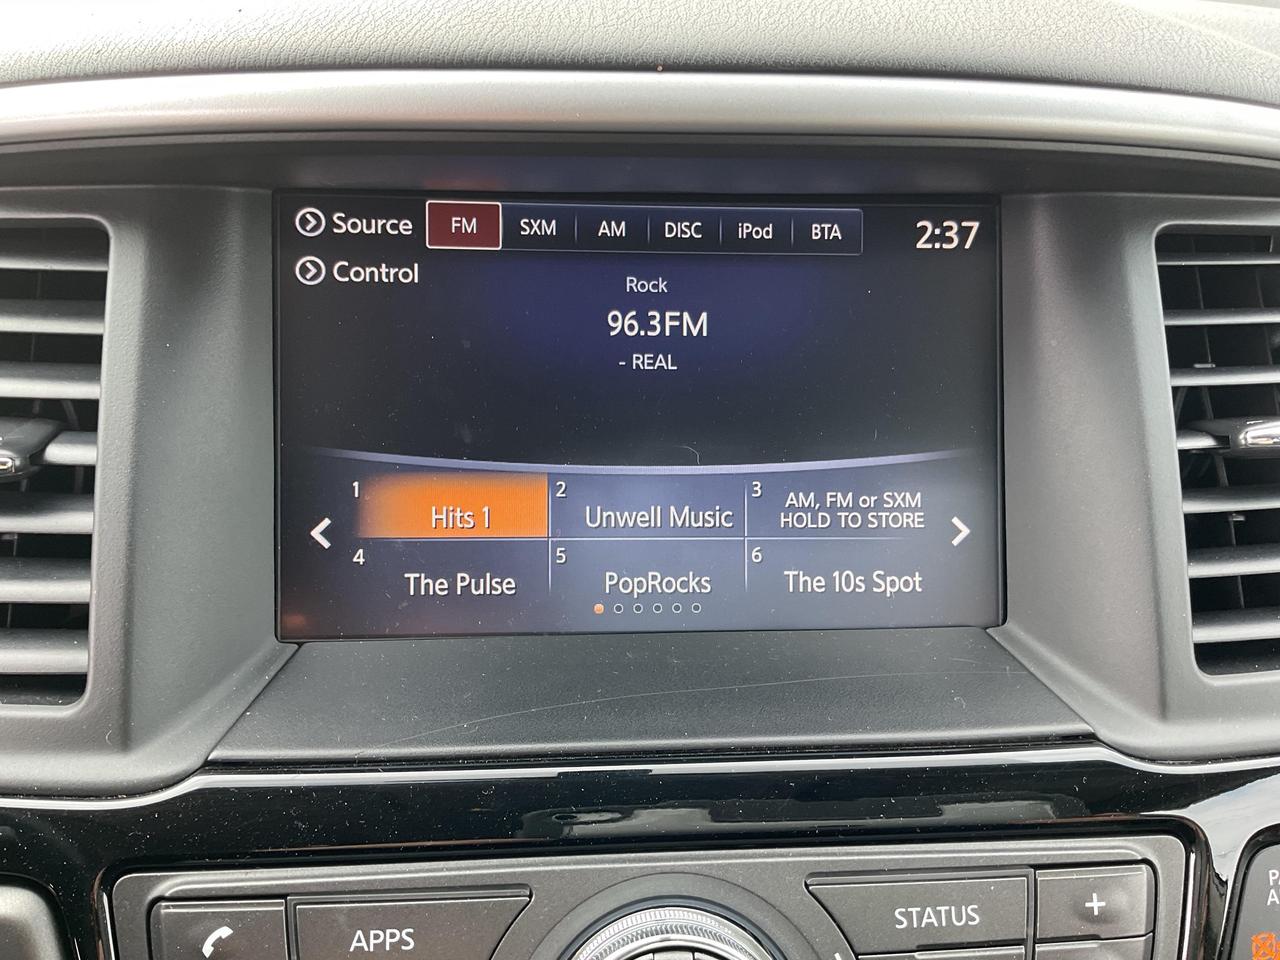 Source FM SXM AM DISC iPod BTA 2:37
Control
Rock
96.3FM
- REAL
1 Hits 1
2 Unwell Music
3 AM, FM or SXM
HOLD TO STORE
4 The Pulse
5 PopRocks
6 The 10s Spot
APPS
STATUS
+